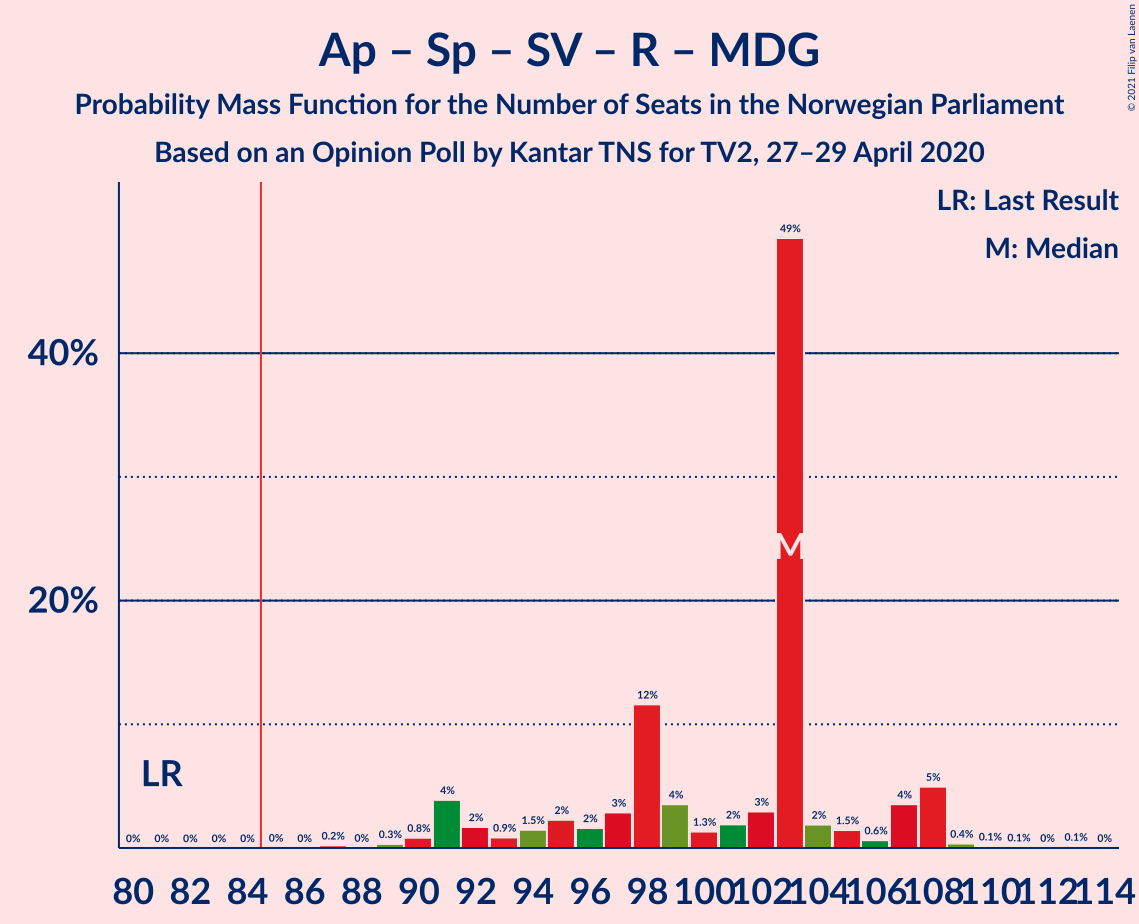 Ap – Sp – SV – R – MDG
Probability Mass Function for the Number of Seats in the Norwegian Parliament
Based on an Opinion Poll by Kantar TNS for TV2, 27–29 April 2020
© 2021 Filip van Laenen
LR: Last Result
M: Median
49%
40%
M
20%
12%
LR
0% 0% 0% 0% 0% 0% 0% 0.2% 0% 0.3% 0.8% 4% 2% 0.9% 1.5% 2% 2% 3% 4% 1.3% 2% 3% 2% 1.5% 0.6% 4% 5% 0.4% 0.1% 0.1% 0% 0.1% 0%
80 82 84 86 88 90 92 94 96 98 100 102 104 106 108 110 112 114